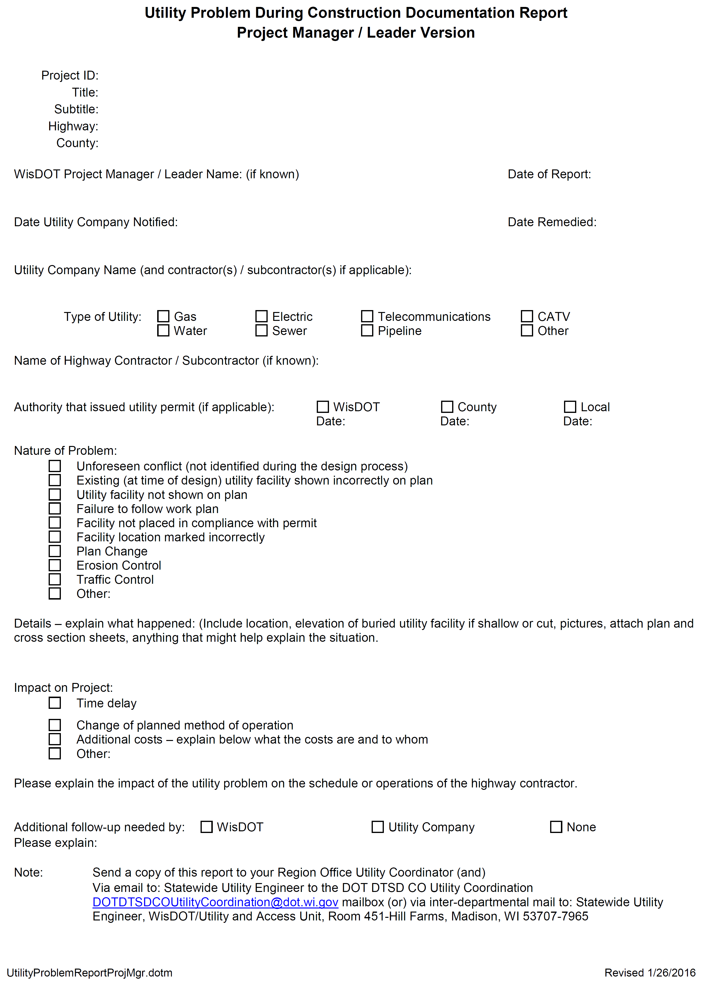 Utility Problem During Construction Documentation Report
Project Manager / Leader Version
Project ID:
Title:
Subtitle:
Highway:
County:
WisDOT Project Manager / Leader Name: (if known) Date of Report:
Date Utility Company Notified: Date Remedied:
Utility Company Name (and contractor(s) / subcontractor(s) if applicable):
Type of Utility: ☐ Gas ☐ Electric ☐ Telecommunications ☐ CATV
☐ Water ☐ Sewer ☐ Pipeline ☐ Other
Name of Highway Contractor / Subcontractor (if known):
Authority that issued utility permit (if applicable): ☐ WisDOT ☐ County ☐ Local
Date: Date: Date:
Nature of Problem:
☐ Unforeseen conflict (not identified during the design process)
☐ Existing (at time of design) utility facility shown incorrectly on plan
☐ Utility facility not shown on plan
☐ Failure to follow work plan
☐ Facility not placed in compliance with permit
☐ Facility location marked incorrectly
☐ Plan Change
☐ Erosion Control
☐ Traffic Control
☐ Other:
Details – explain what happened: (Include location, elevation of buried utility facility if shallow or cut, pictures, attach plan and
cross section sheets, anything that might help explain the situation.
Impact on Project:
☐ Time delay
☐ Change of planned method of operation
☐ Additional costs – explain below what the costs are and to whom
☐ Other:
Please explain the impact of the utility problem on the schedule or operations of the highway contractor.
Additional follow-up needed by: ☐ WisDOT ☐ Utility Company ☐ None
Please explain:
Note: Send a copy of this report to your Region Office Utility Coordinator (and)
Via email to: Statewide Utility Engineer to the DOT DTSD CO Utility Coordination
DOTDTSDCOUtilityCoordination@dot.wi.gov mailbox (or) via inter-departmental mail to: Statewide Utility
Engineer, WisDOT/Utility and Access Unit, Room 451-Hill Farms, Madison, WI 53707-7965
UtilityProblemReportProjMgr.dotm Revised 1/26/2016